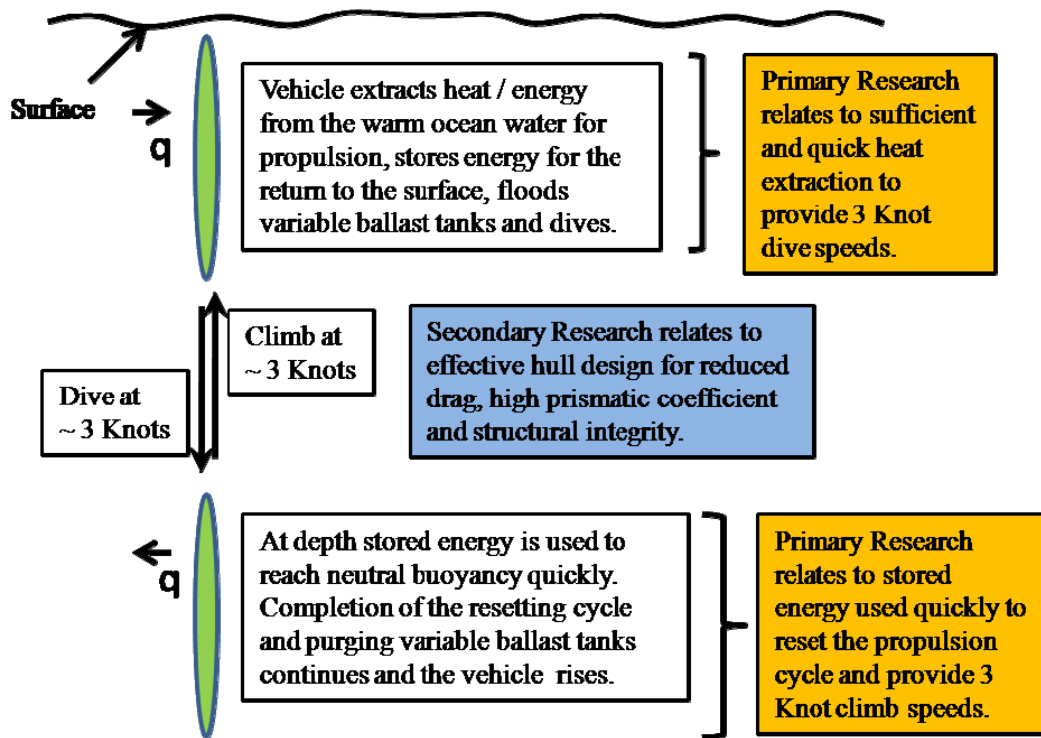 Surface
q
Vehicle extracts heat / energy
from the warm ocean water for
propulsion, stores energy for the
return to the surface, floods
variable ballast tanks and dives.
Primary Research
relates to sufficient
and quick heat
extraction to
provide 3 Knot
dive speeds.
Climb at
~ 3 Knots
Dive at
~ 3 Knots
Secondary Research relates to
effective hull design for reduced
drag, high prismatic coefficient
and structural integrity.
q
At depth stored energy is used to
reach neutral buoyancy quickly.
Completion of the resetting cycle
and purging variable ballast tanks
continues and the vehicle rises.
Primary Research
relates to stored
energy used quickly to
reset the propulsion
cycle and provide 3
Knot climb speeds.